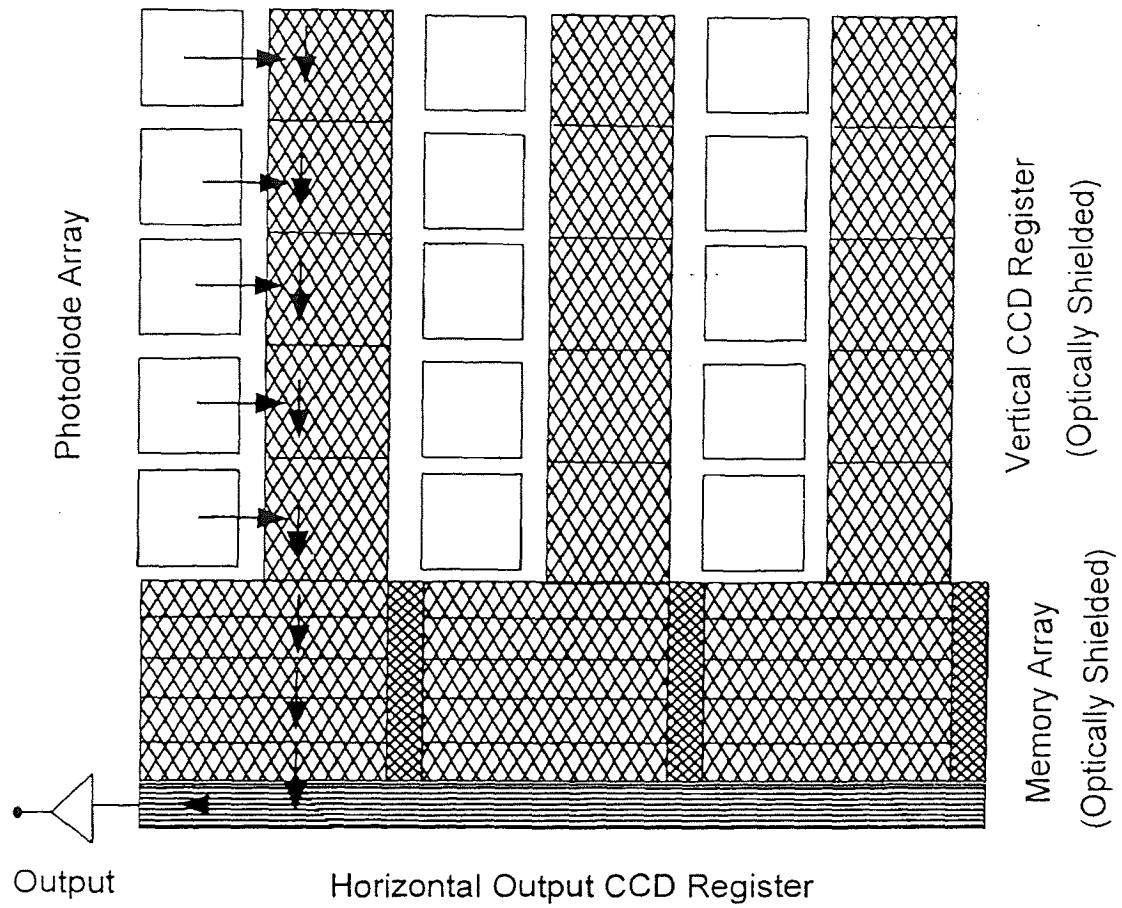 Photodiode Array
Vertical CCD Register
(Optically Shielded)
Memory Array
(Optically Shielded)
Output
Horizontal Output CCD Register